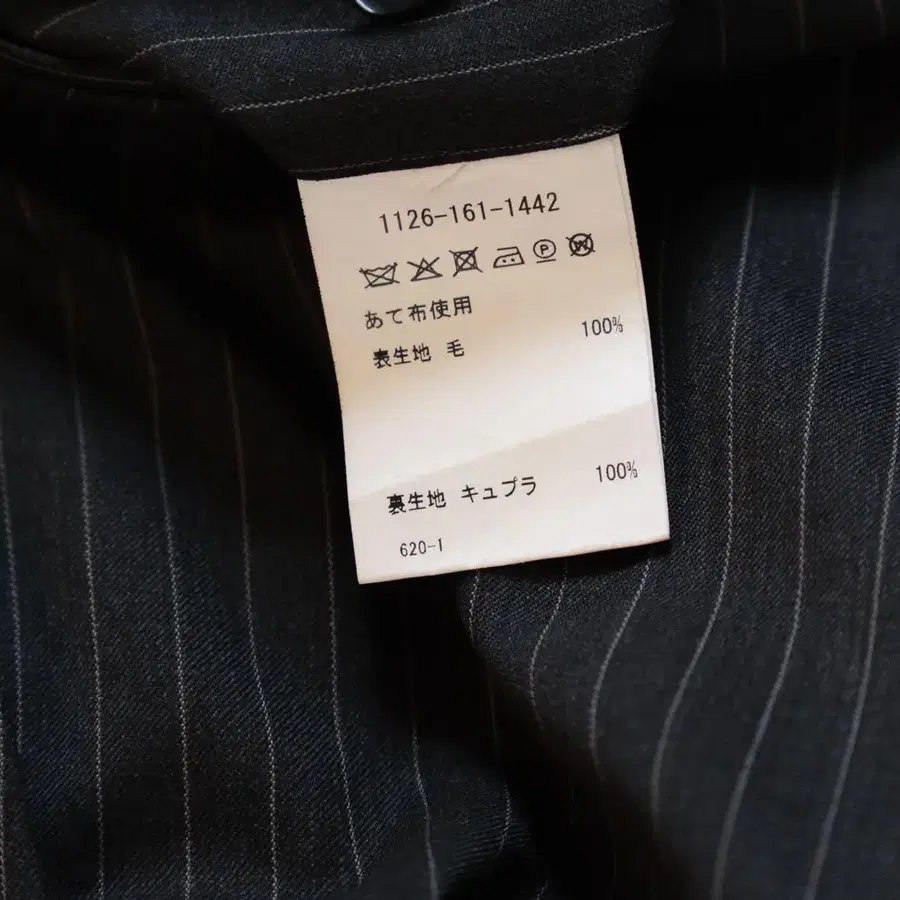 1126-161-1442
P W
あて布使用
表生地 毛 100%
裏生地 キュプラ 100%
620-1